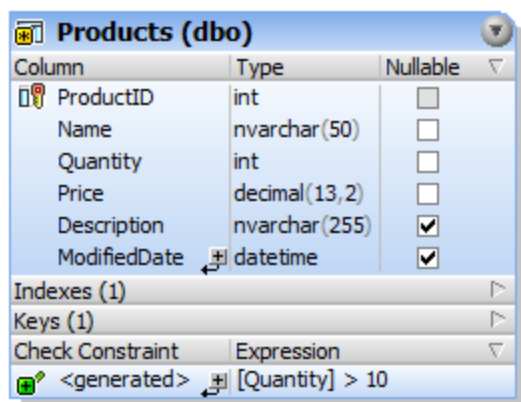 Products (dbo)
Column Type Nullable
ProductID int
Name nvarchar(50)
Quantity int
Price decimal(13,2)
Description nvarchar(255)
ModifiedDate datetime
Indexes (1)
Keys (1)
Check Constraint Expression
<generated> [Quantity] > 10